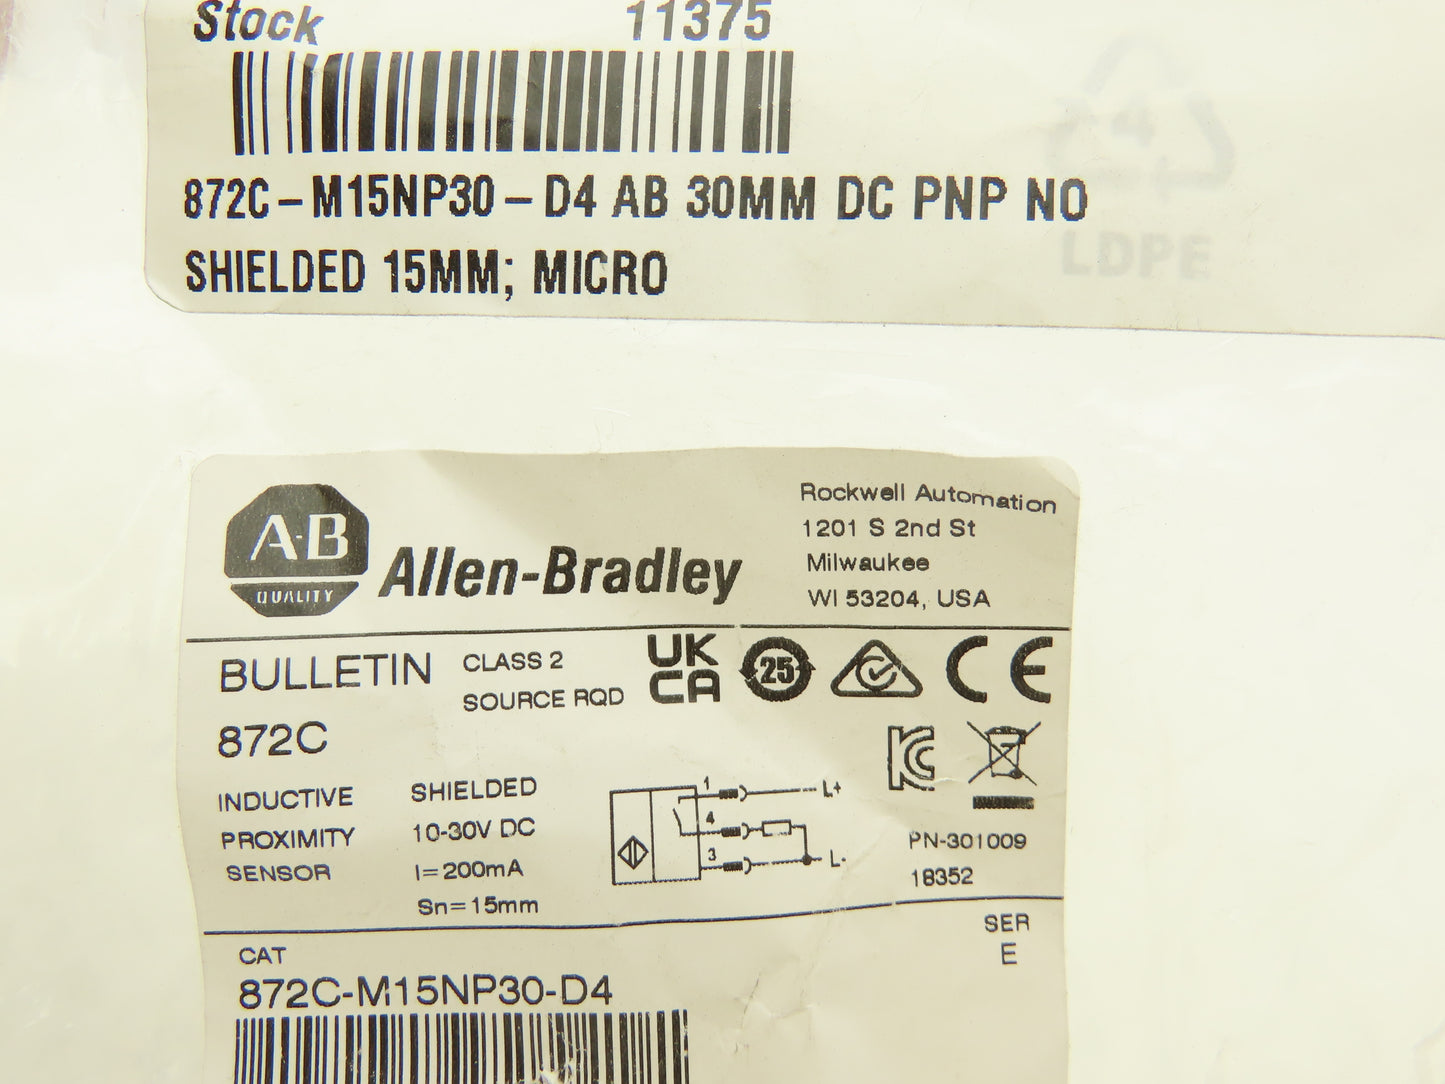 Stock 11375
872C-M15NP30-D4 AB 30MM DC PNP NO
SHIELDED 15MM; MICRO
4
LDPE
A-B
QUALITY
Allen-Bradley
Rockwell Automation
1201 S 2nd St
Milwaukee
WI 53204, USA
BULLETIN
872C
CLASS 2
SOURCE RQD
UK
CA
25
CE
KC
INDUCTIVE
PROXIMITY
SENSOR
SHIELDED
10-30V DC
I=200mA
Sn=15mm
1 L+
4
3 L-
PN-301009
18352
SER
E
CAT
872C-M15NP30-D4